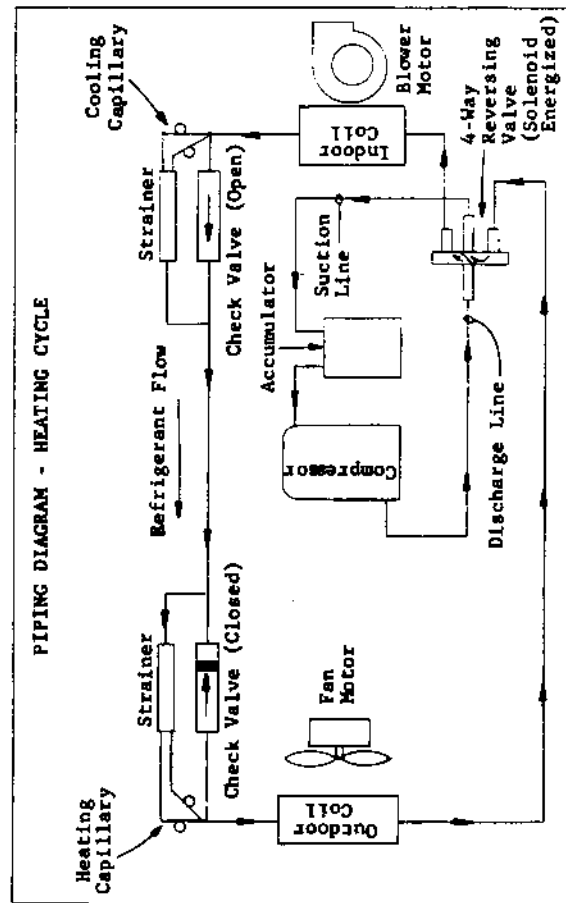 PIPING DIAGRAM - HEATING CYCLE
Heating
Capillary
Strainer
Check Valve (Closed)
Refrigerant Flow
Strainer
Check Valve (Open)
Cooling
Capillary
Outdoor
Coil
Fan
Motor
Compressor
Accumulator
Suction
Line
Indoor
Coil
Blower
Motor
Discharge Line
4-Way
Reversing
Valve
(Solenoid
Energized)